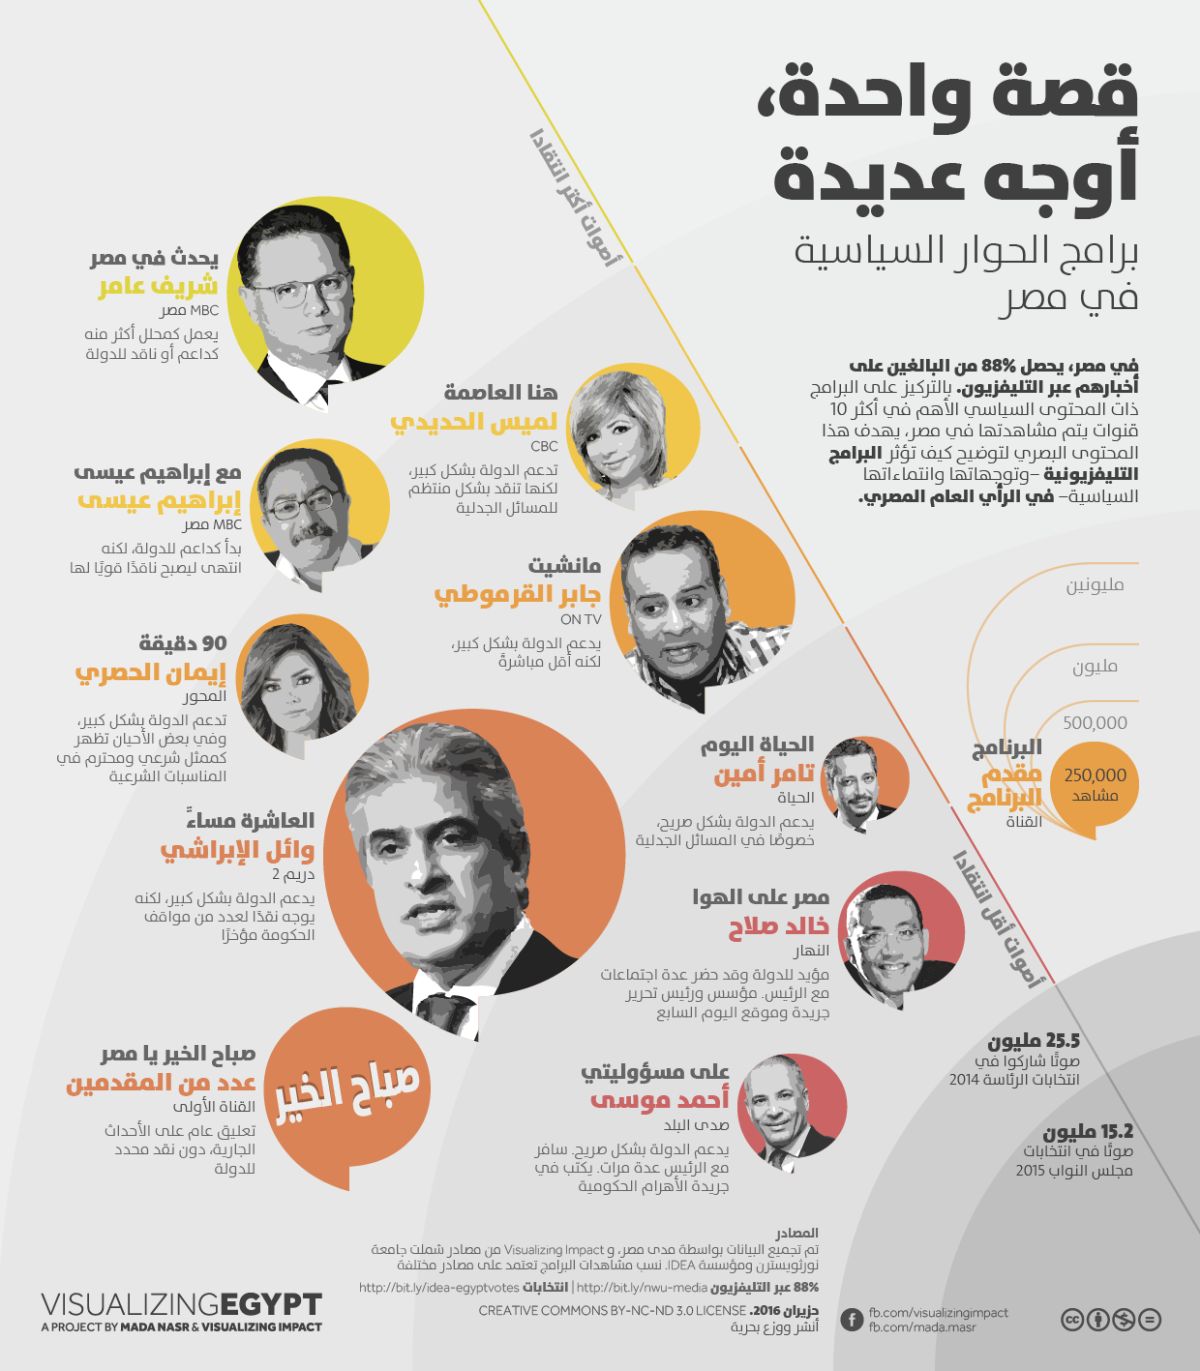 قصة واحدة،
أوجه عديدة
برامج الحوار السياسية
في مصر
في مصر، يحصل 88% من البالغين على
أخبارهم عبر التليفزيون. بالتركيز على البرامج
ذات المحتوى السياسي الأهم في أكثر 10
قنوات يتم مشاهدتها في مصر، يهدف هذا
المحتوى البصري لتوضيح كيف تؤثر البرامج
التليفزيونية –وتوجهاتها وانتماءاتها
السياسية– في الرأي العام المصري.
مليونين
مليون
500,000
250,000
مشاهد
البرنامج
مقدم
البرنامج
القناة
أصوات أكثر انتقادا
يحدث في مصر
شريف عامر
MBC مصر
يعمل كمحلل أكثر منه
كداعم أو ناقد للدولة
هنا العاصمة
لميس الحديدي
CBC
تدعم الدولة بشكل كبير،
لكنها تنقد بشكل منتظم
للمسائل الجدلية
مع إبراهيم عيسى
إبراهيم عيسى
MBC مصر
بدأ كداعم للدولة، لكنه
انتهى ليصبح ناقدًا قويًا لها
مانشيت
جابر القرموطي
ON TV
يدعم الدولة بشكل كبير،
لكنه أقل مباشرةً
90 دقيقة
إيمان الحصري
المحور
تدعم الدولة بشكل كبير،
وفي بعض الأحيان تظهر
كممثل شرعي ومحترم في
المناسبات الشرعية
الحياة اليوم
تامر أمين
الحياة
يدعم الدولة بشكل صريح،
خصوصًا في المسائل الجدلية
العاشرة مساءً
وائل الإبراشي
دريم 2
يدعم الدولة بشكل كبير، لكنه
يوجه نقدًا لعدد من مواقف
الحكومة مؤخرًا
مصر على الهوا
خالد صلاح
النهار
مؤيد للدولة وقد حضر عدة اجتماعات
مع الرئيس. مؤسس ورئيس تحرير
جريدة وموقع اليوم السابع
أصوات أقل انتقادا
صباح الخير يا مصر
عدد من المقدمين
القناة الأولى
تعليق عام على الأحداث
الجارية، دون نقد محدد
للدولة
صباح الخير
على مسؤوليتي
أحمد موسى
صدى البلد
يدعم الدولة بشكل صريح. سافر
مع الرئيس عدة مرات. يكتب في
جريدة الأهرام الحكومية
25.5 مليون
صوتًا شاركوا في
انتخابات الرئاسة 2014
15.2 مليون
صوتًا في انتخابات
مجلس النواب 2015
المصادر
تم تجميع البيانات بواسطة مدى مصر، و Visualizing Impact من مصادر شملت جامعة
نورثويسترن ومؤسسة IDEA. نسب مشاهدات البرامج تعتمد على مصادر مختلفة
88% عبر التليفزيون http://bit.ly/nwu-media | انتخابات http://bit.ly/idea-egyptvotes
حزيران 2016. CREATIVE COMMONS BY-NC-ND 3.0 LICENSE
أنشر ووزع بحرية
VISUALIZINGEGYPT
A PROJECT BY MADA NASR & VISUALIZING IMPACT
fb.com/visualizingimpact
fb.com/mada.masr